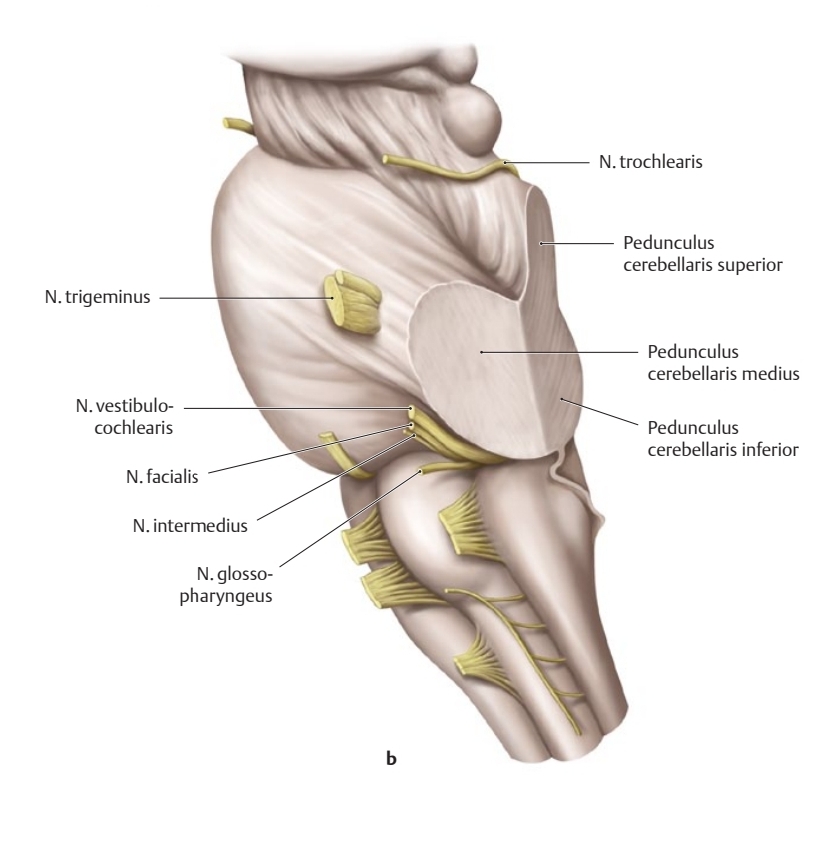 N. trochlearis
Pedunculus
cerebellaris superior
N. trigeminus
Pedunculus
cerebellaris medius
N. vestibulo-
cochlearis
Pedunculus
cerebellaris inferior
N. facialis
N. intermedius
N. glosso-
pharyngeus
b